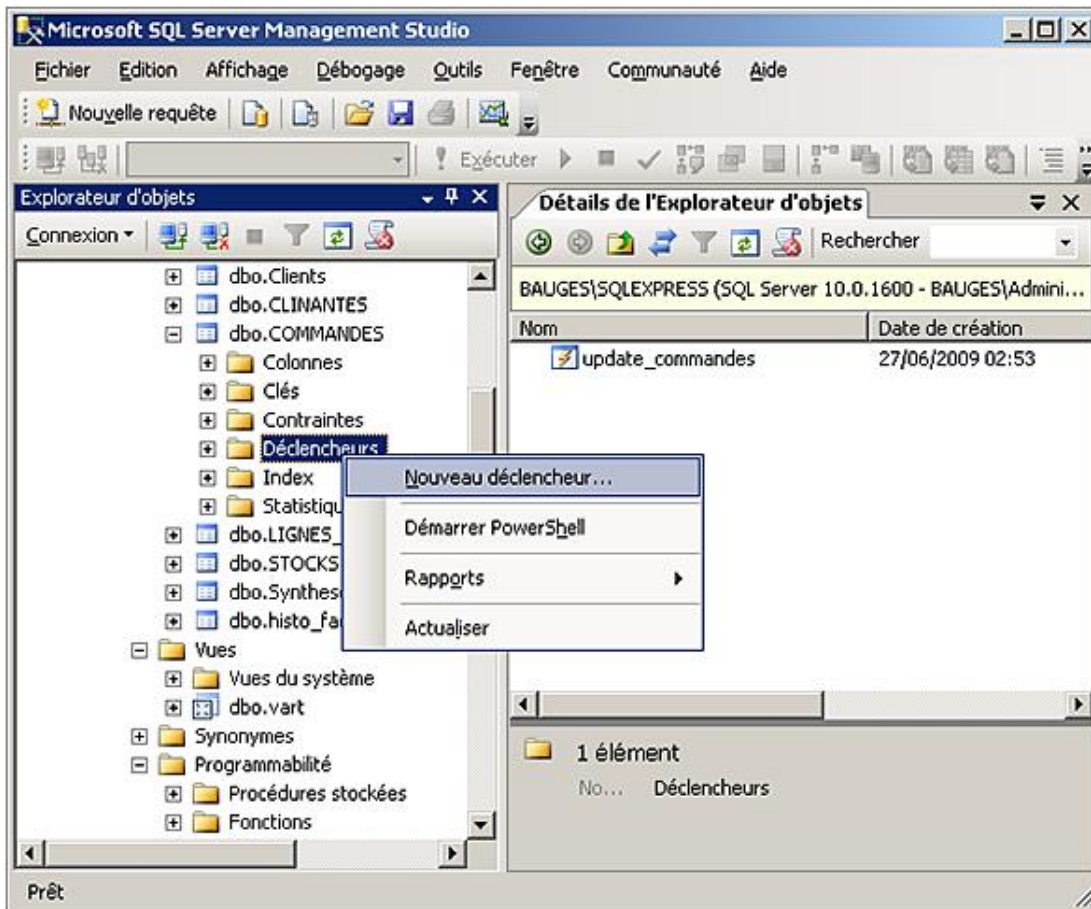 Microsoft SQL Server Management Studio
Fichier Edition Affichage Débogage Outils Fenêtre Communauté Aide
Nouvelle requête
Exécuter
Explorateur d'objets
Connexion
dbo.Clients
dbo.CLINANTES
dbo.COMMANDES
Colonnes
Clés
Contraintes
Déclencheurs
Index
Statistiqu
dbo.LIGNES_
dbo.STOCKS
dbo.Synthes
dbo.histo_fa
Vues
Vues du système
dbo.vart
Synonymes
Programmabilité
Procédures stockées
Fonctions
Nouveau déclencheur...
Démarrer PowerShell
Rapports
Actualiser
Détails de l'Explorateur d'objets
Rechercher
BAUGES\SQLEXPRESS (SQL Server 10.0.1600 - BAUGES\Admini...
Nom Date de création
update_commandes 27/06/2009 02:53
1 élément
No... Déclencheurs
Prêt